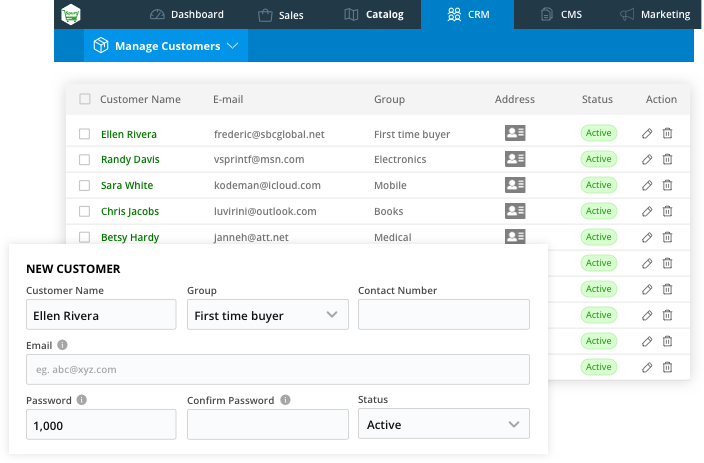 Dashboard Sales Catalog CRM CMS Marketing
Manage Customers
Customer Name E-mail Group Address Status Action
Ellen Rivera frederic@sbcglobal.net First time buyer Active
Randy Davis vsprintf@msn.com Electronics Active
Sara White kodeman@icloud.com Mobile Active
Chris Jacobs luvirini@outlook.com Books Active
Betsy Hardy janneh@att.net Medical Active
Active
Active
Active
Active
Active
NEW CUSTOMER
Customer Name Group Contact Number
Ellen Rivera First time buyer
Email
eg. abc@xyz.com
Password Confirm Password Status
1,000 Active